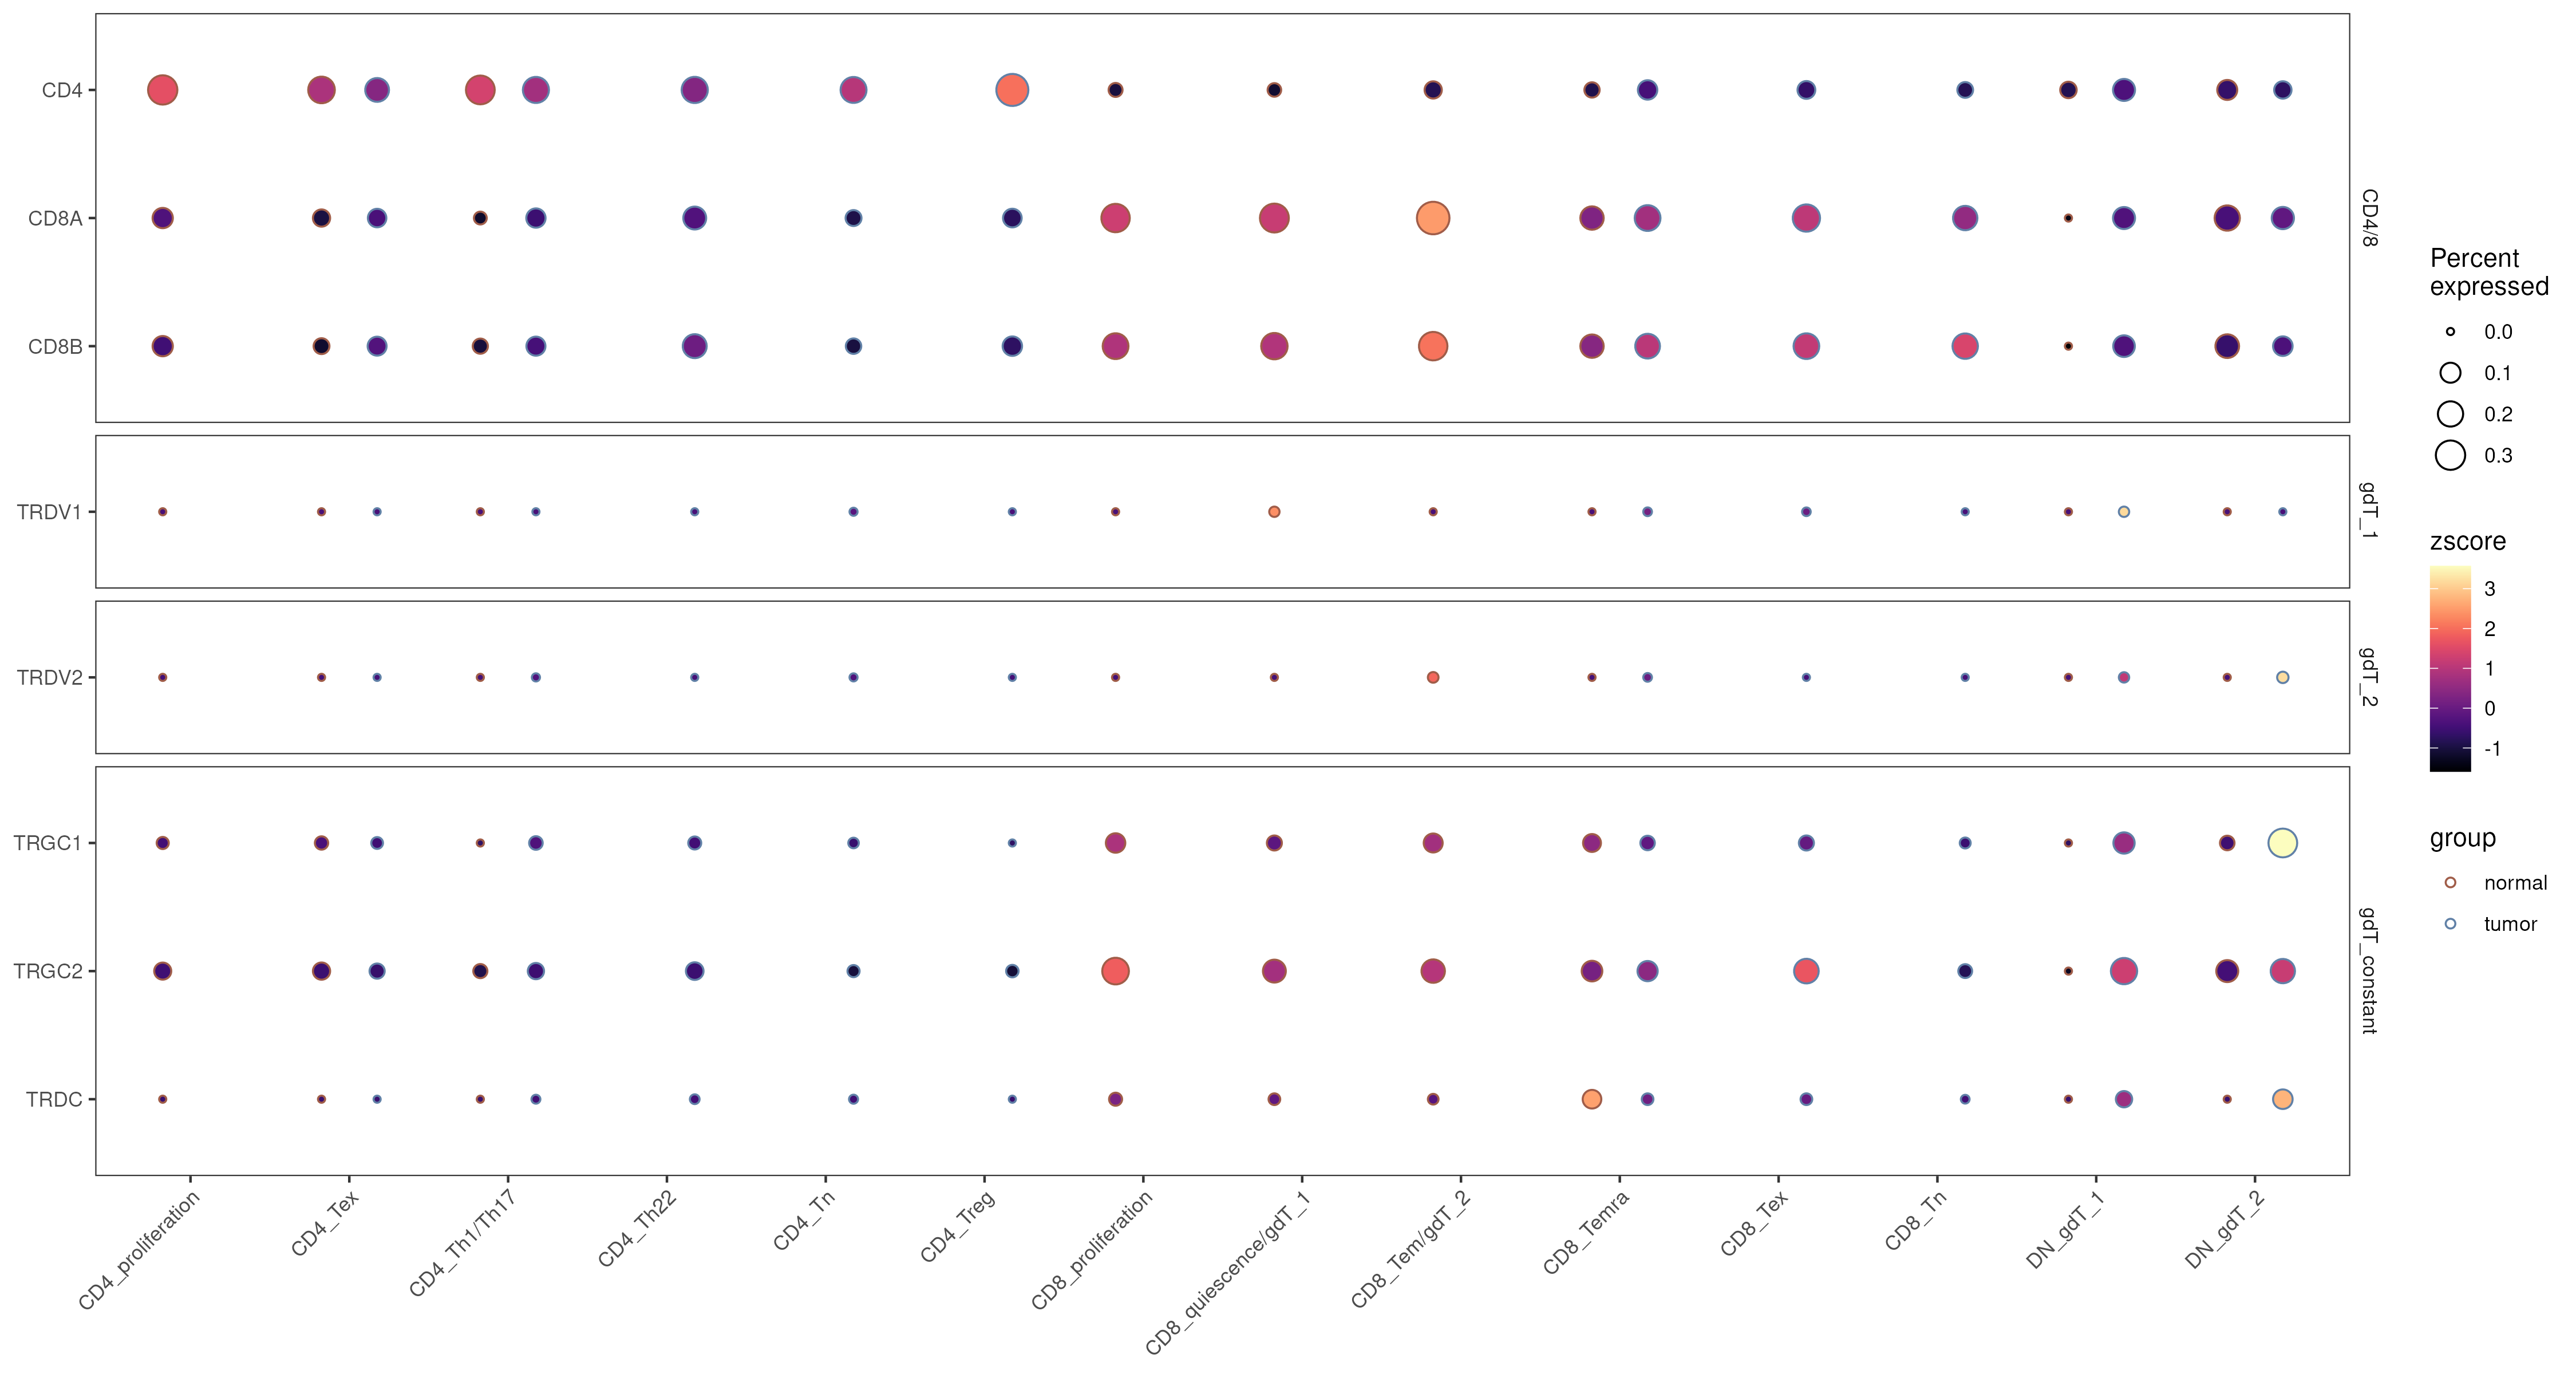 CD4
CD8A
CD8B
CD4/8
TRDV1
gdT_1
TRDV2
gdT_2
TRGC1
TRGC2
TRDC
gdT_constant
CD4_proliferation
CD4_Tex
CD4_Th1/Th17
CD4_Th22
CD4_Tn
CD4_Treg
CD8_proliferation
CD8_quiescence/gdT_1
CD8_Tem/gdT_2
CD8_Temra
CD8_Tex
CD8_Tn
DN_gdT_1
DN_gdT_2
Percent
expressed
0.0
0.1
0.2
0.3
zscore
3
2
1
0
-1
group
normal
tumor